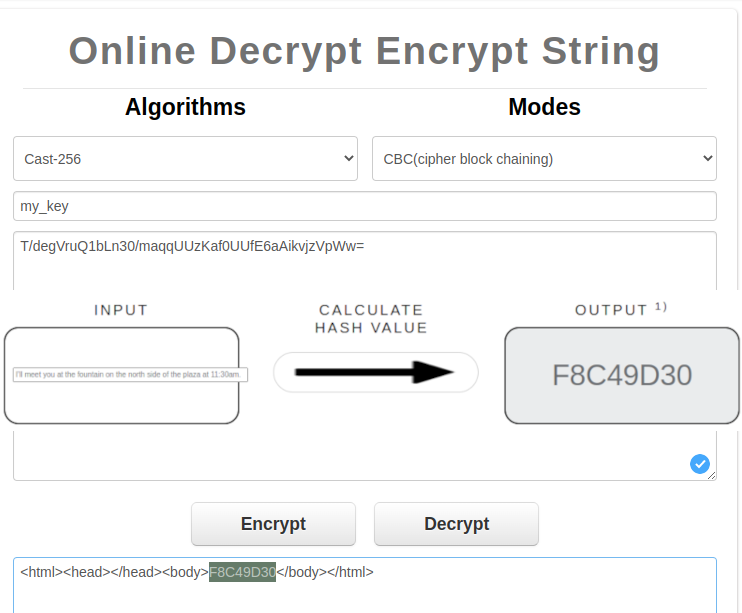 Online Decrypt Encrypt String
Algorithms
Modes
Cast-256
CBC(cipher block chaining)
my_key
T/degVruQ1bLn30/maqqUUzKaf0UUfE6aAikvjzVpWw=
INPUT
CALCULATE
HASH VALUE
OUTPUT 1)
I'll meet you at the fountain on the north side of the plaza at 11:30am.
F8C49D30
Encrypt
Decrypt
<html><head></head><body>F8C49D30</body></html>